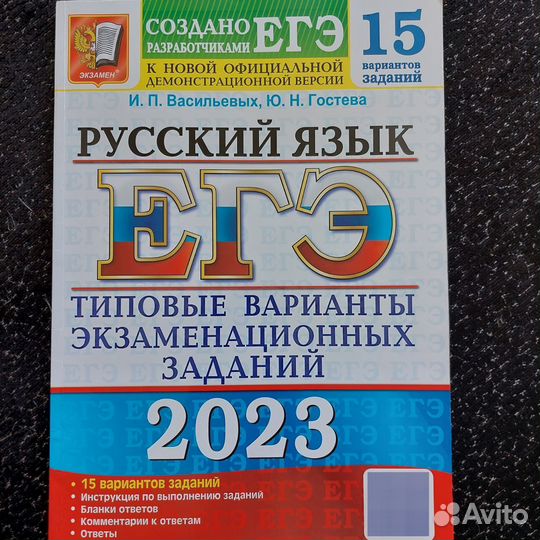 ЭКЗАМЕН
СОЗДАНО
РАЗРАБОТЧИКАМИ ЕГЭ
К НОВОЙ ОФИЦИАЛЬНОЙ
ДЕМОНСТРАЦИОННОЙ ВЕРСИИ
15
вариантов
заданий
И. П. Васильевых, Ю. Н. Гостева
РУССКИЙ ЯЗЫК
ЕГЭ
ТИПОВЫЕ ВАРИАНТЫ
ЭКЗАМЕНАЦИОННЫХ
ЗАДАНИЙ
2023
• 15 вариантов заданий
• Инструкция по выполнению заданий
• Бланки ответов
• Комментарии к ответам
• Ответы
Avito